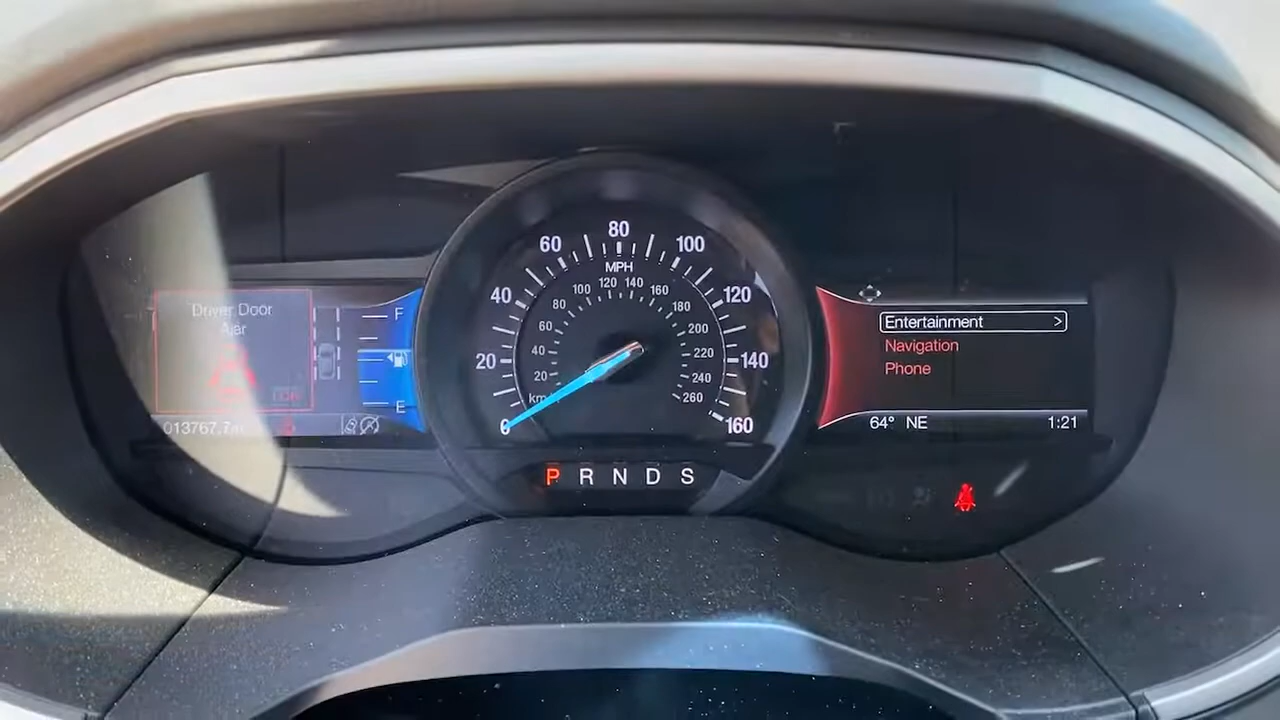 Driver Door
Ajar
F
E
013767.7
80
60
100
MPH
40
120
100
120
140
160
80
180
60
200
20
40
220
140
20
240
km
260
0
160
P R N D S
Entertainment >
Navigation
Phone
64° NE
1:21